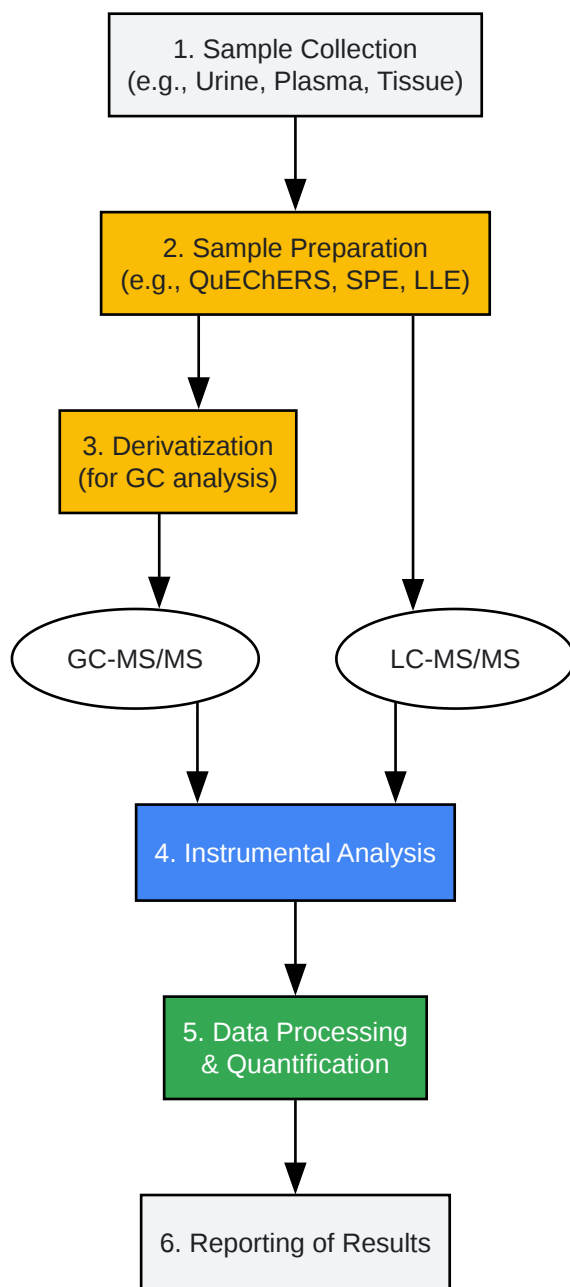 1. Sample Collection
(e.g., Urine, Plasma, Tissue)
2. Sample Preparation
(e.g., QuEChERS, SPE, LLE)
3. Derivatization
(for GC analysis)
GC-MS/MS
LC-MS/MS
4. Instrumental Analysis
5. Data Processing
& Quantification
6. Reporting of Results